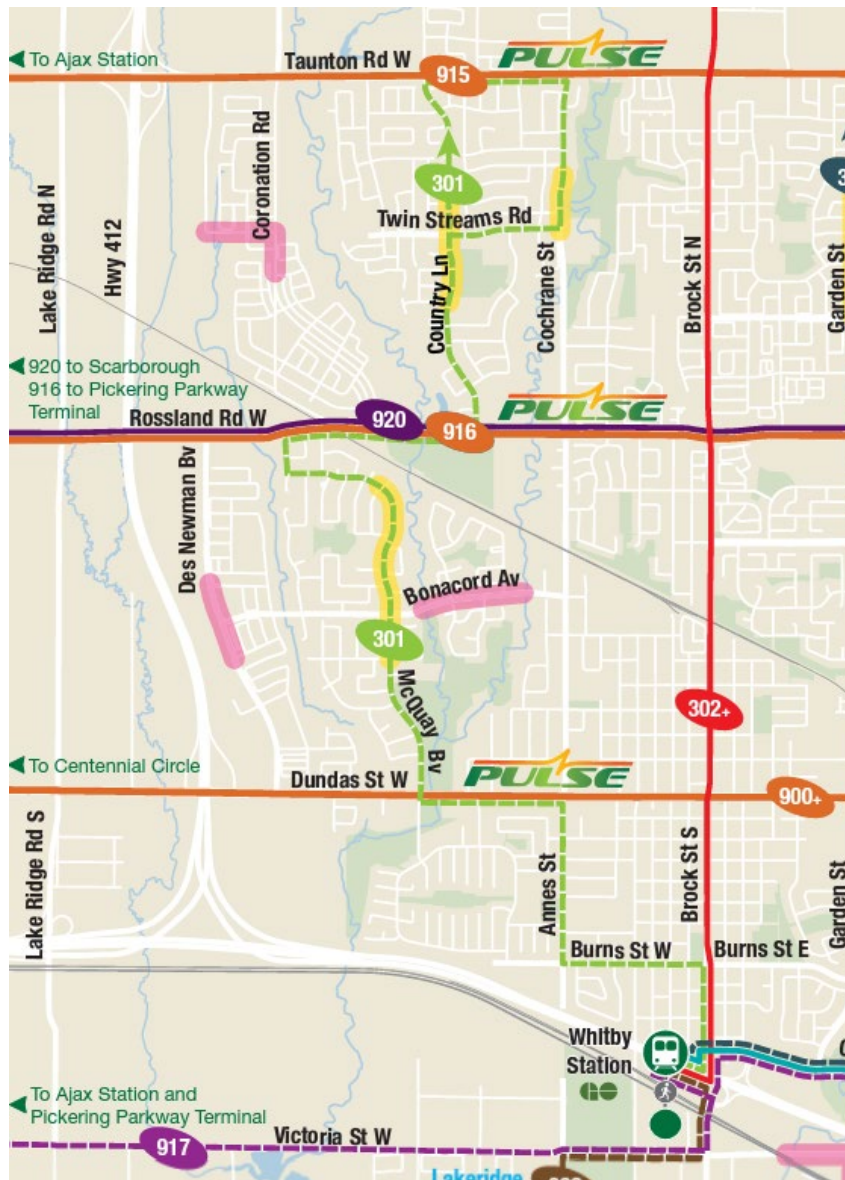 To Ajax Station
Taunton Rd W
PULSE
915
Coronation Rd
Lake Ridge Rd N
Hwy 412
301
Twin Streams Rd
Country Ln
Cochrane St
Brock St N
3
Garden St
920 to Scarborough
916 to Pickering Parkway
Terminal
Rossland Rd W
920
916
PULSE
Des Newman Bv
Bonacord Av
301
McQuay Bv
302+
To Centennial Circle
Dundas St W
PULSE
900+
Lake Ridge Rd S
Annes St
Brock St S
Garden St
Burns St W
Burns St E
Whitby
Station
GO
To Ajax Station and
Pickering Parkway Terminal
917
Victoria St W
Lakeridge